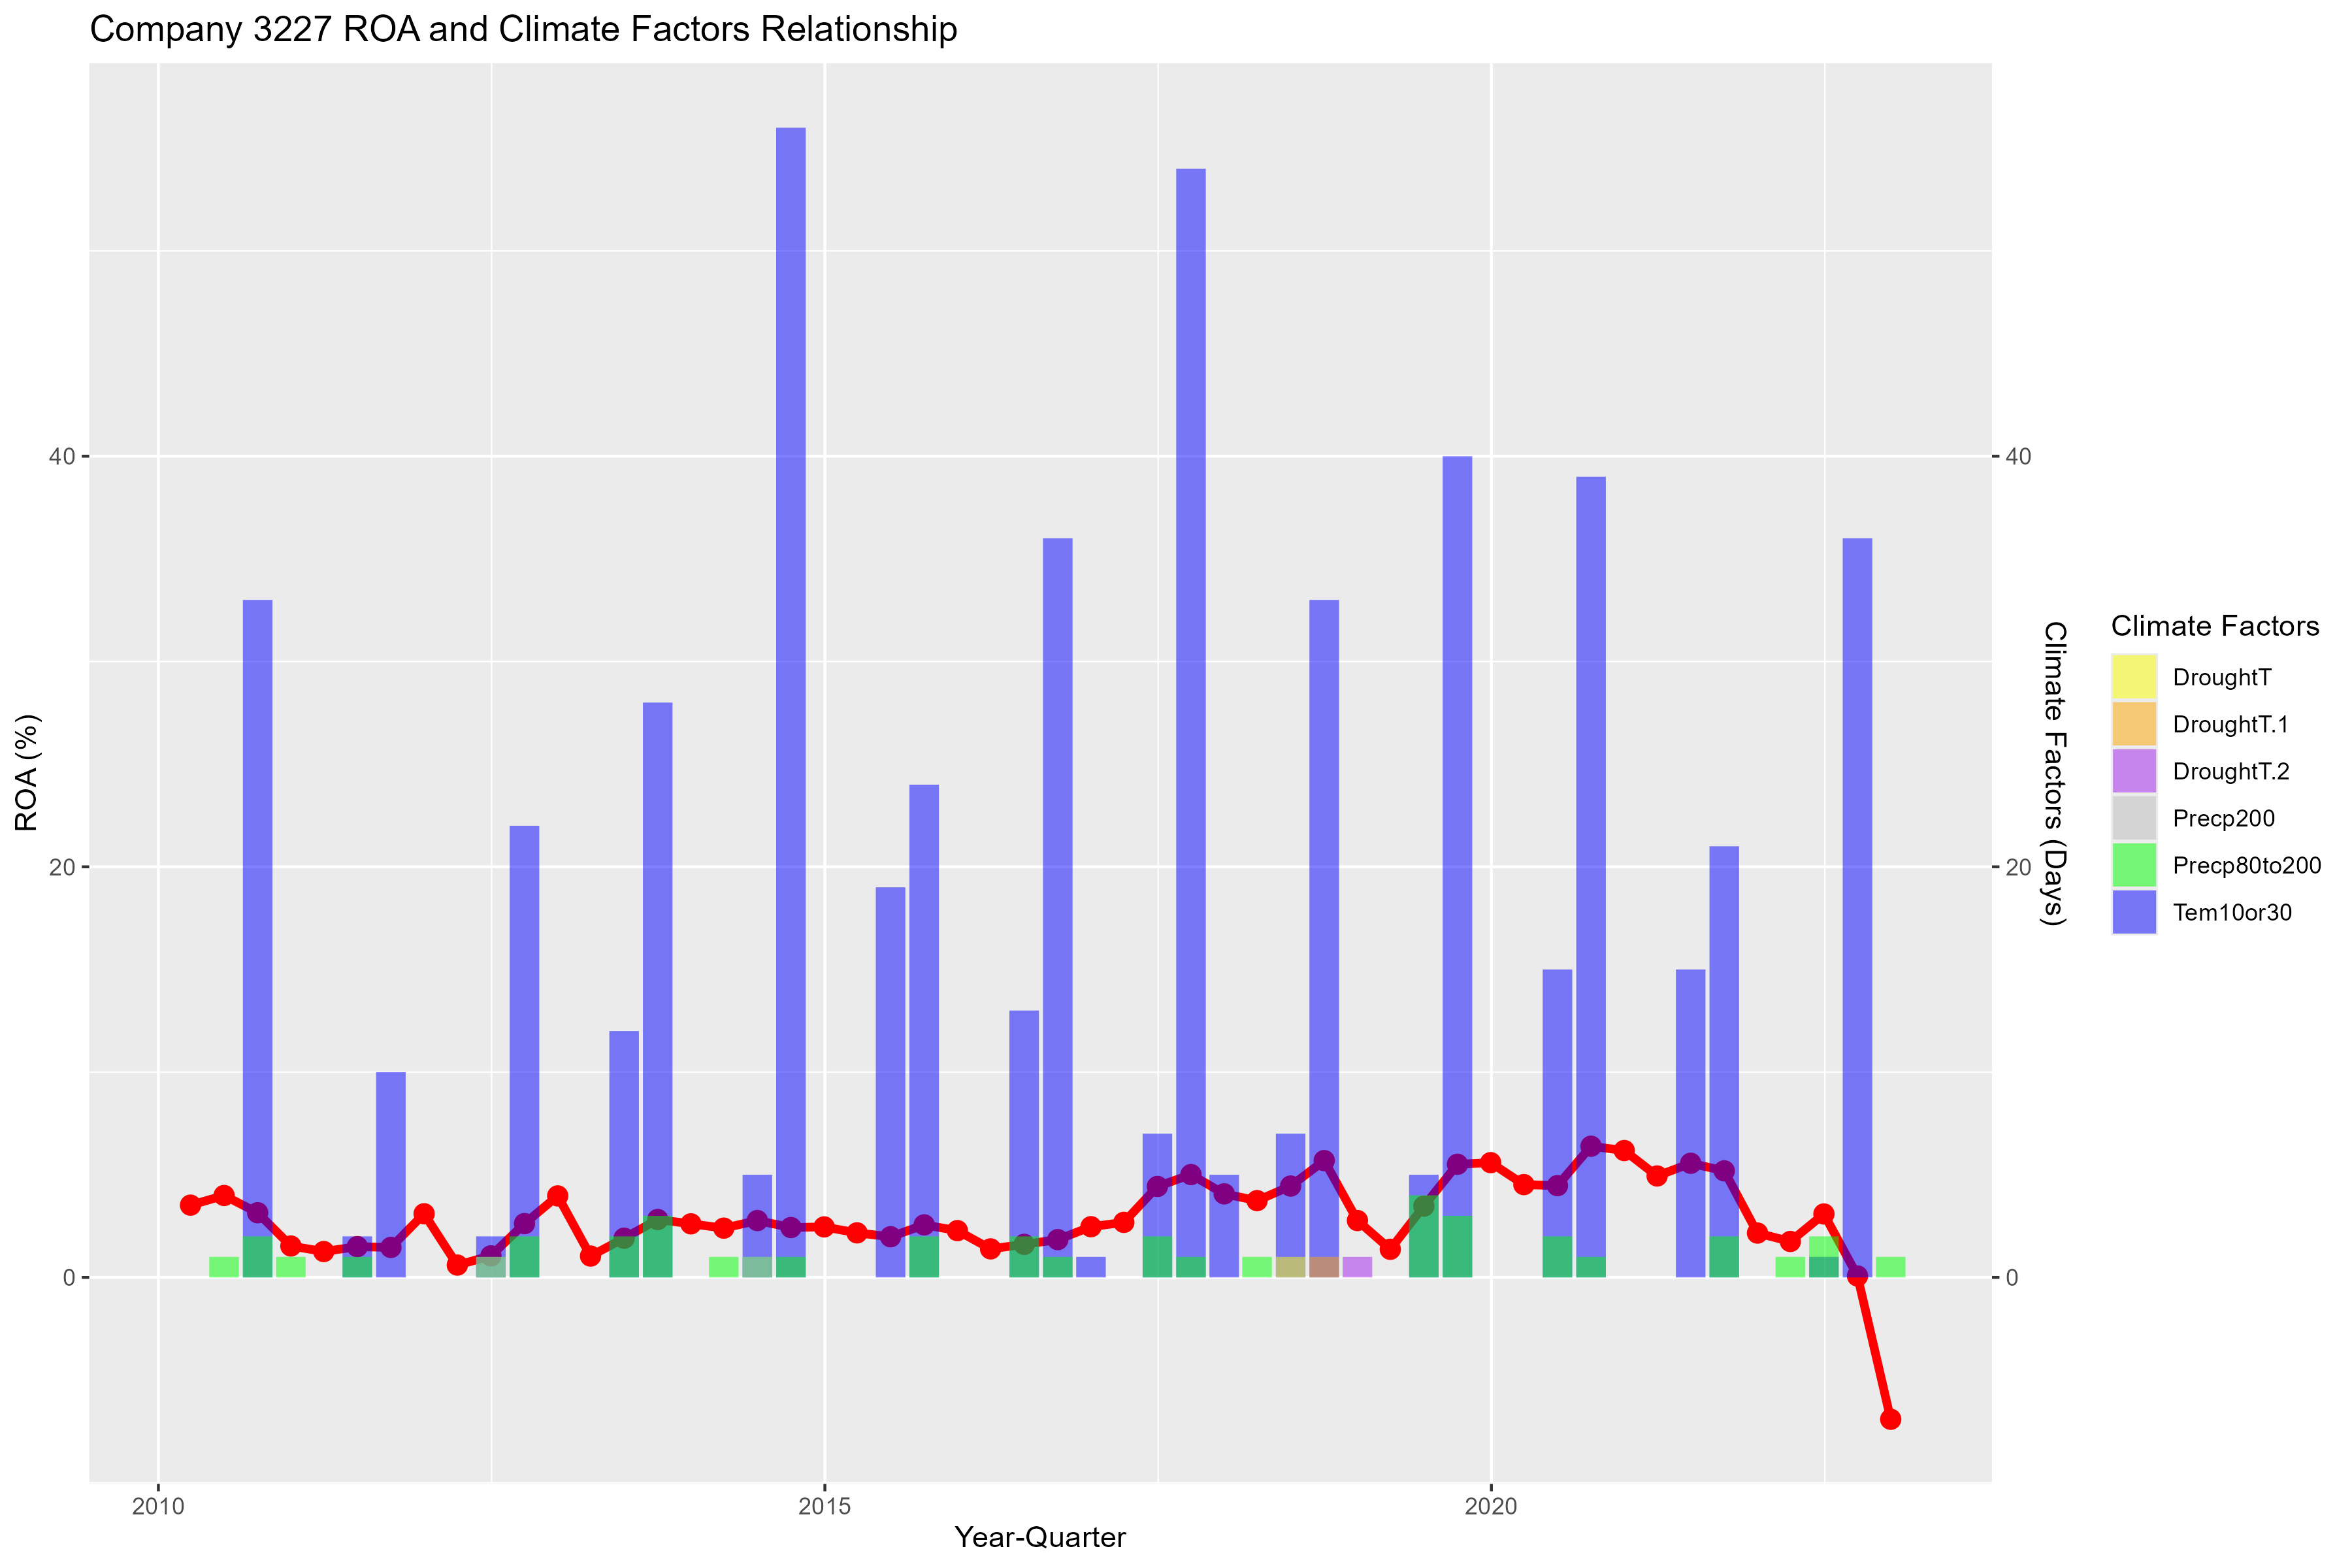 Company 3227 ROA and Climate Factors Relationship
ROA (%)
40
20
0
40
20
0
Climate Factors (Days)
2010
2015
2020
Year-Quarter
Climate Factors
DroughtT
DroughtT.1
DroughtT.2
Precp200
Precp80to200
Tem10or30